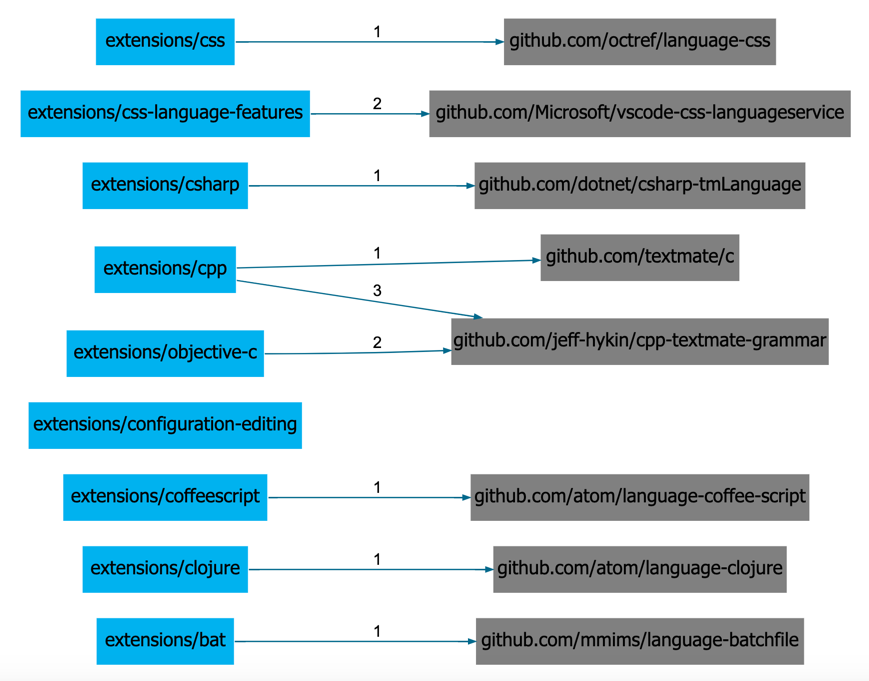 extensions/css 1 github.com/octref/language-css
extensions/css-language-features 2 github.com/Microsoft/vscode-css-languageservice
extensions/csharp 1 github.com/dotnet/csharp-tmLanguage
extensions/cpp 1 github.com/textmate/c
3
extensions/objective-c 2 github.com/jeff-hykin/cpp-textmate-grammar
extensions/configuration-editing
extensions/coffeescript 1 github.com/atom/language-coffee-script
extensions/clojure 1 github.com/atom/language-clojure
extensions/bat 1 github.com/mmims/language-batchfile